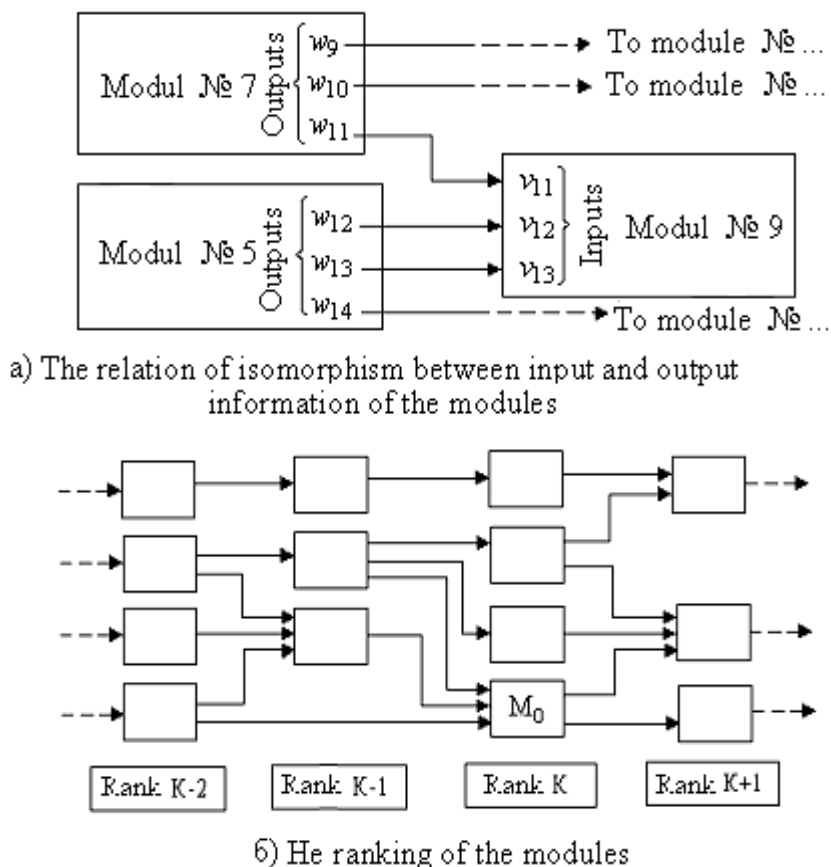 Modul № 7
Outputs
w9
w10
w11
To module № ...
To module № ...
Modul № 5
Outputs
w12
w13
w14
v11
v12
v13
Inputs
Modul № 9
To module № ...
a) The relation of isomorphism between input and output
information of the modules
M0
Rank K-2
Rank K-1
Rank K
Rank K+1
б) He ranking of the modules